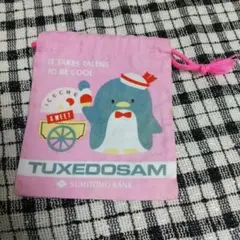 IT TAKES TALENT
TO BE COOL
ICECREAM
SWEET
TUXEDOSAM
SUMITOMO BANK